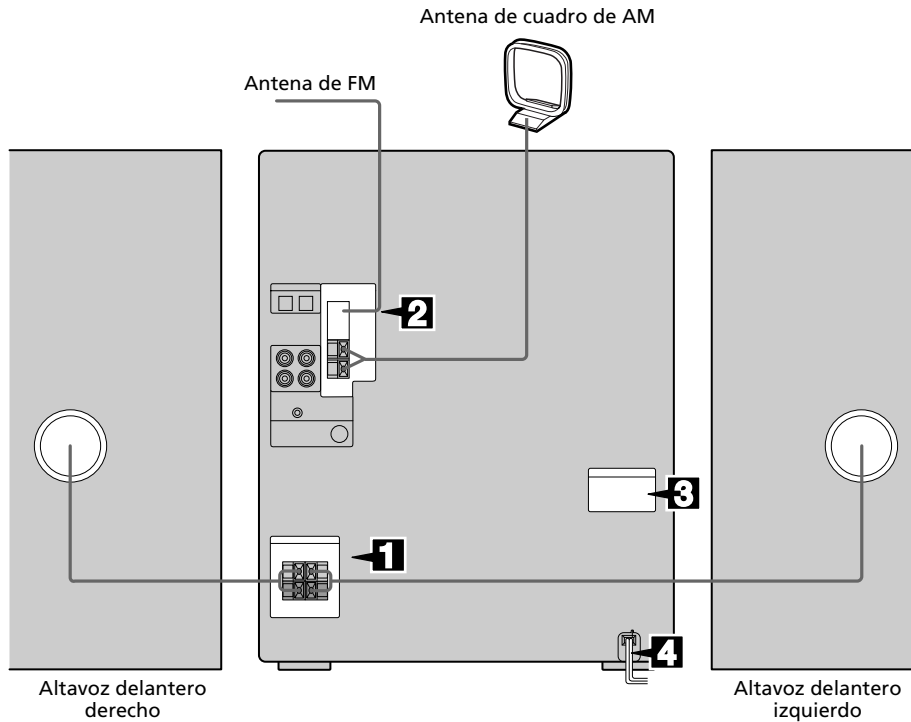 Antena de cuadro de AM
Antena de FM
2
3
1
4
Altavoz delantero
derecho
Altavoz delantero
izquierdo